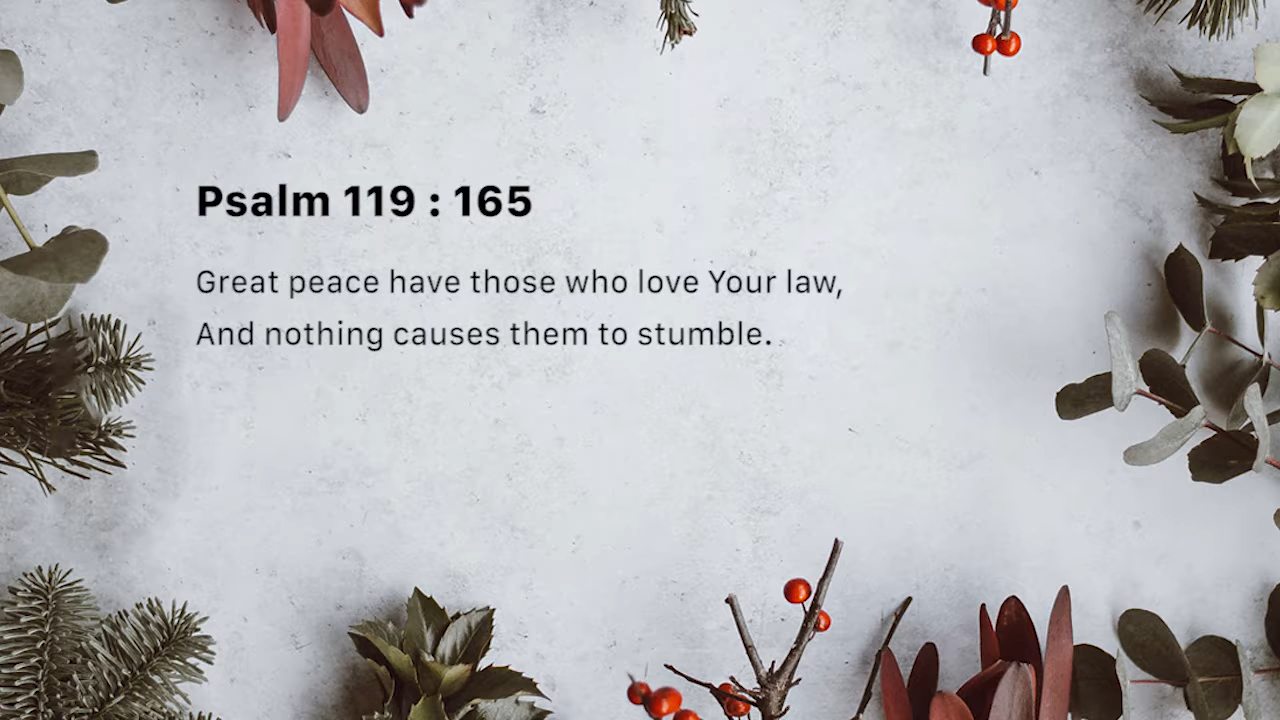 Psalm 119 : 165
Great peace have those who love Your law,
And nothing causes them to stumble.